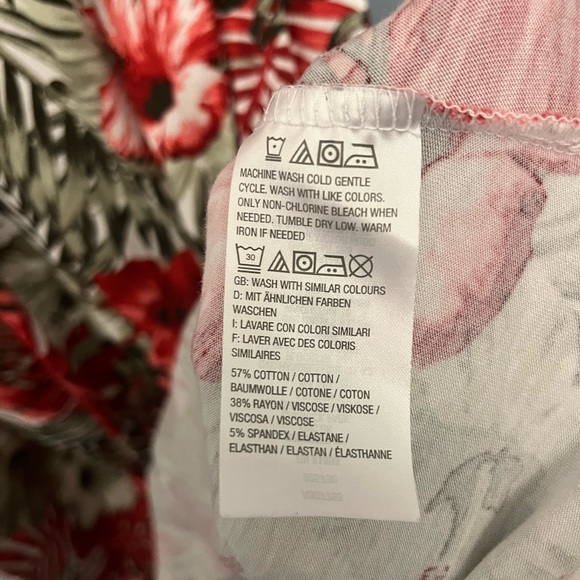 MACHINE WASH COLD GENTLE
CYCLE. WASH WITH LIKE COLORS.
ONLY NON-CHLORINE BLEACH WHEN
NEEDED. TUMBLE DRY LOW. WARM
IRON IF NEEDED
30
GB: WASH WITH SIMILAR COLOURS
D: MIT ÄHNLICHEN FARBEN
WASCHEN
I: LAVARE CON COLORI SIMILARI
F: LAVER AVEC DES COLORIS
SIMILAIRES
57% COTTON / COTTON /
BAUMWOLLE / COTONE / COTON
38% RAYON / VISCOSE / VISKOSE /
VISCOSA / VISCOSE
5% SPANDEX / ELASTANE /
ELASTHAN / ELASTAN / ÉLASTHANNE